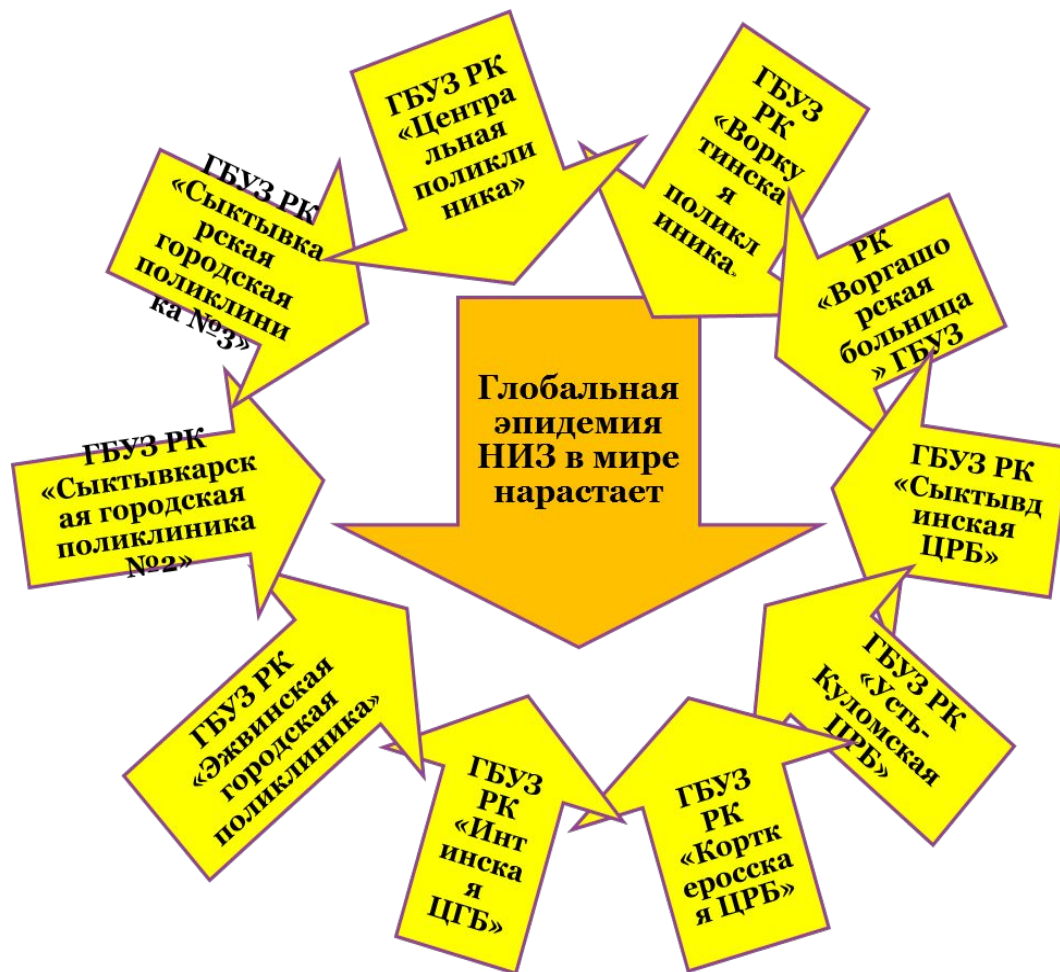 ГБУЗ РК
«Центра
льная
поликли
ника»
ГБУЗ
РК
«Ворку
тинска
я
поликл
иника»
РК
«Воргашо
рская
больница
» ГБУЗ
ГБУЗ РК
«Сыктывд
инская
ЦРБ»
ГБУЗ РК
«Усть-
Куломская
ЦРБ»
ГБУЗ
РК
«Кортк
еросска
я ЦРБ»
ГБУЗ
РК
«Инт
инска
я
ЦГБ»
ГБУЗ РК
«Эжвинская
городская
поликлиника»
ГБУЗ РК
«Сыктывкарск
ая городская
поликлиника
№2»
ГБУЗ РК
«Сыктывка
рская
городская
поликлини
ка №3»
Глобальная
эпидемия
НИЗ в мире
нарастает